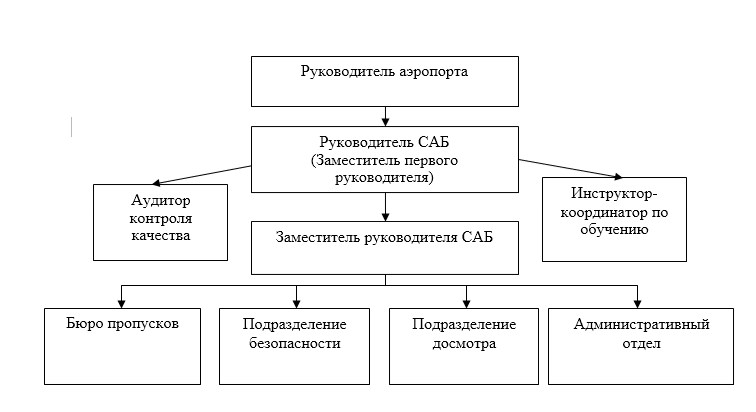 Руководитель аэропорта
Руководитель САБ
(Заместитель первого
руководителя)
Аудитор
контроля
качества
Инструктор-
координатор по
обучению
Заместитель руководителя САБ
Бюро пропусков
Подразделение
безопасности
Подразделение
досмотра
Административный
отдел